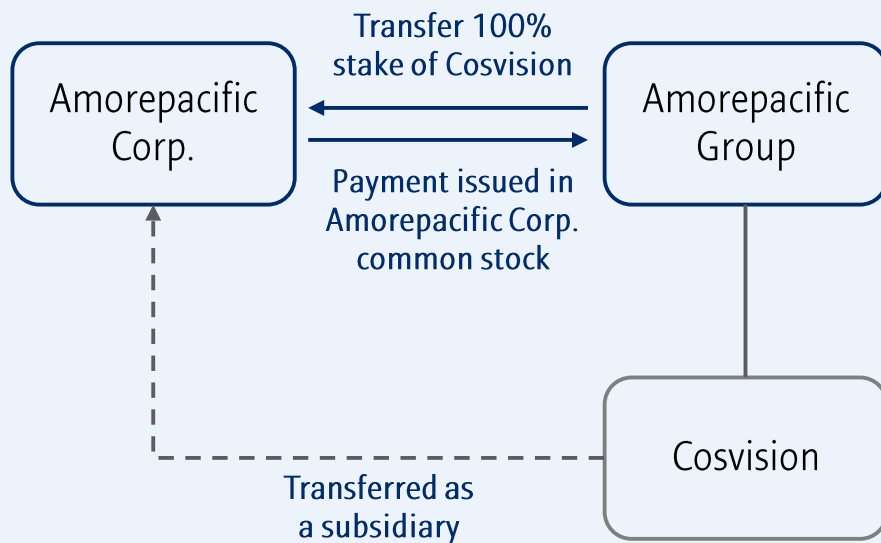 Transfer 100%
stake of Cosvision
Amorepacific
Corp.
Amorepacific
Group
Payment issued in
Amorepacific Corp.
common stock
Cosvision
Transferred as
a subsidiary